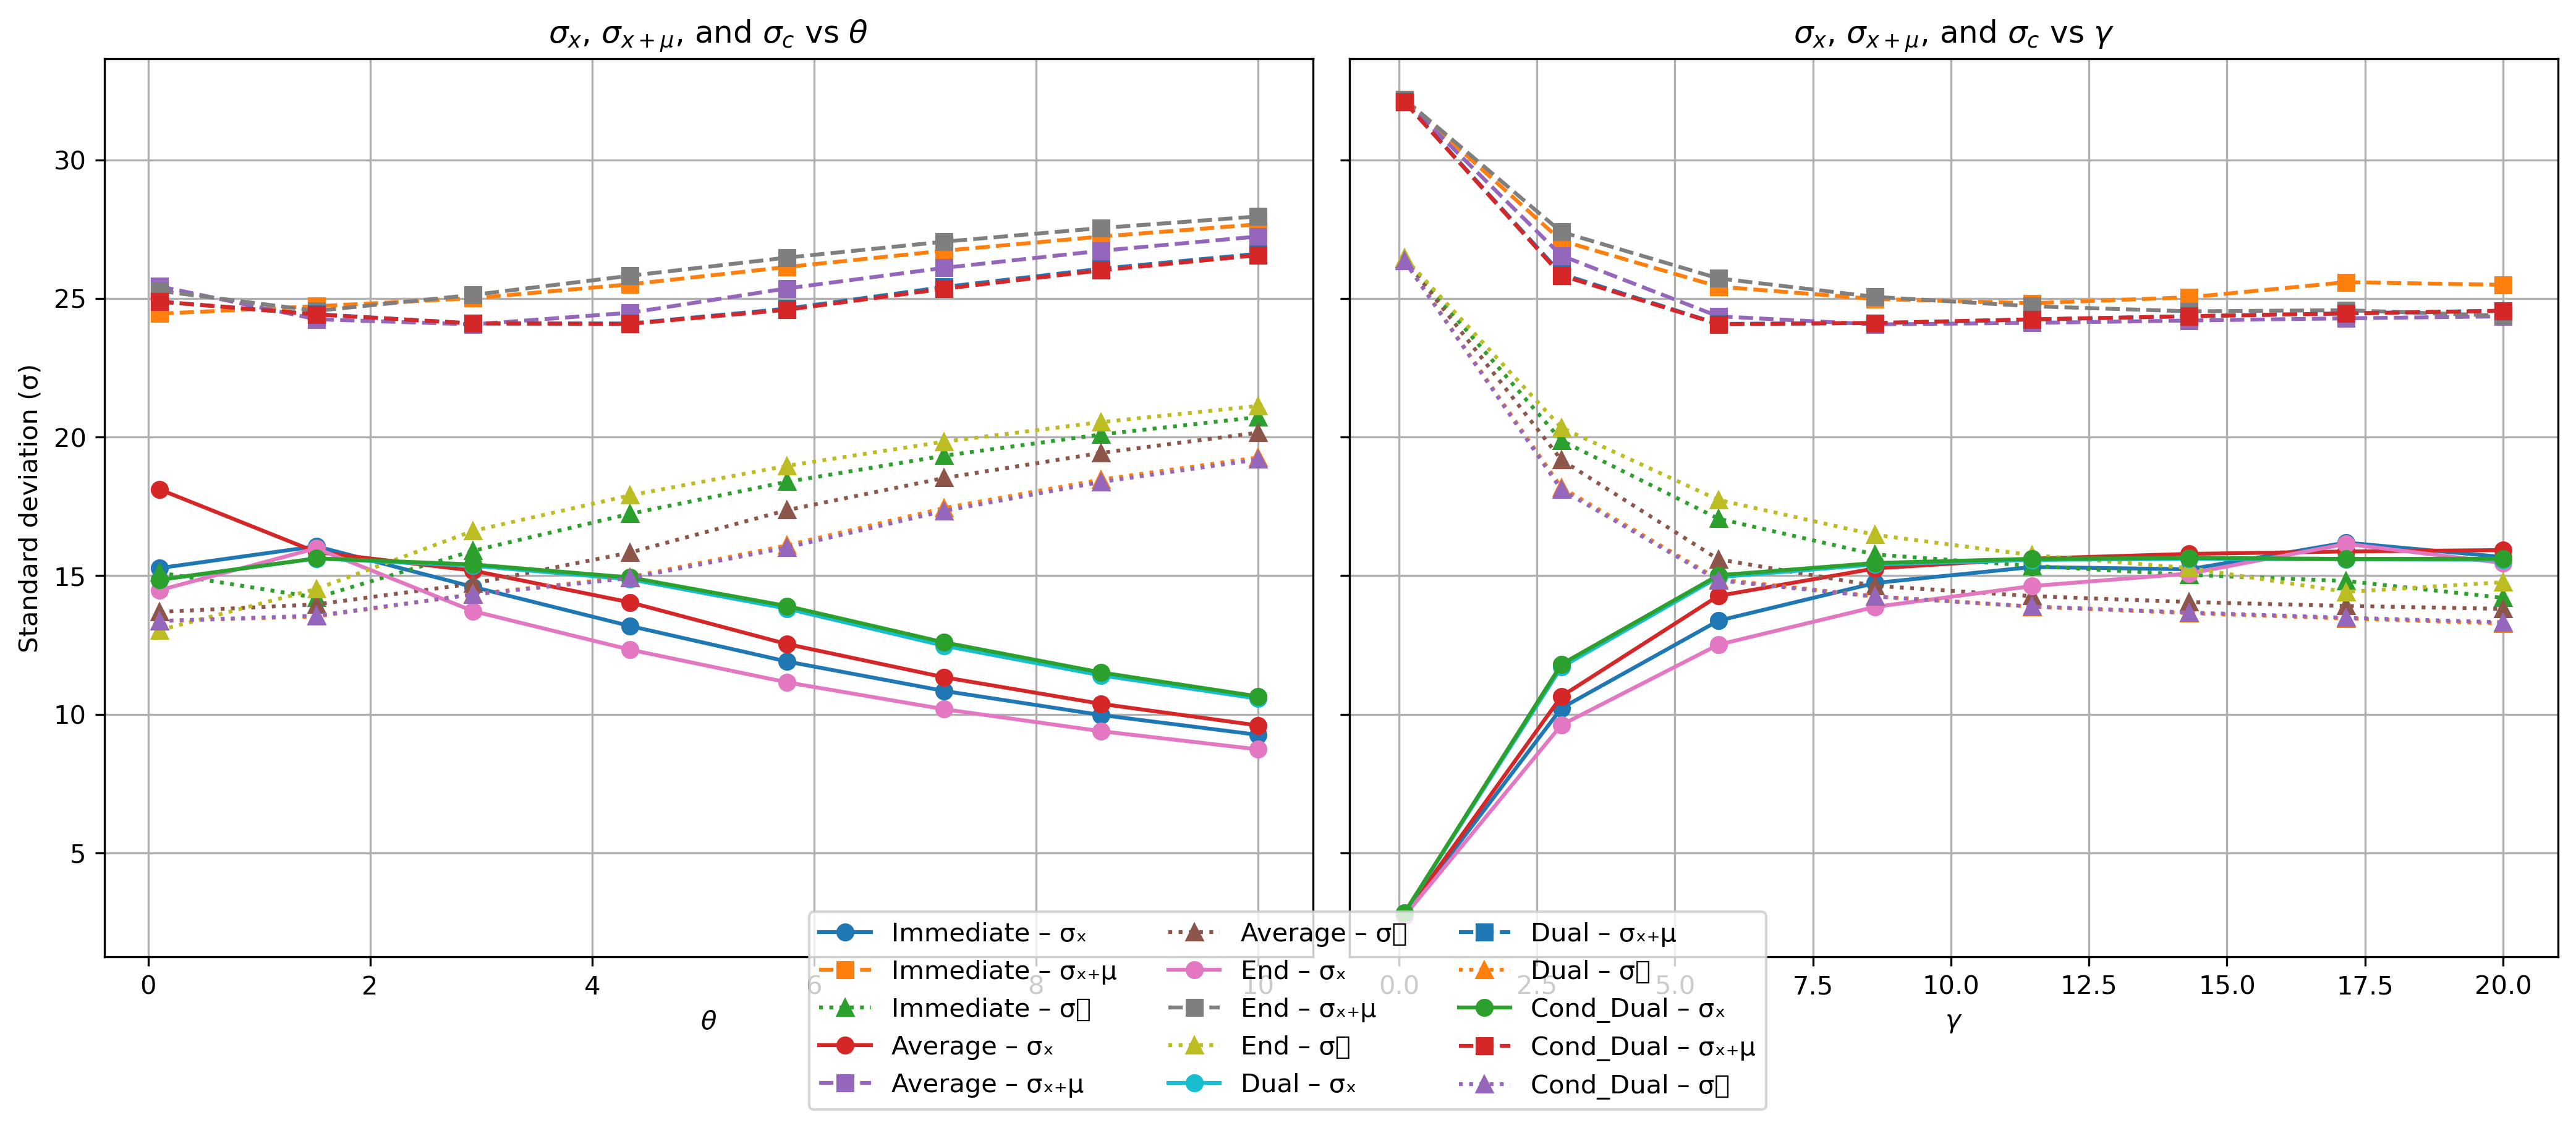 σₓ, σₓ₊μ, and σ_c vs θ
σₓ, σₓ₊μ, and σ_c vs γ
Standard deviation (σ)
30
25
20
15
10
5
0 2 4 6 8 10
0.0 2.5 5.0 7.5 10.0 12.5 15.0 17.5 20.0
θ
γ
Immediate – σₓ
Immediate – σₓ₊μ
Immediate – σ▯
Average – σₓ
Average – σₓ₊μ
Average – σ▯
End – σₓ
End – σₓ₊μ
End – σ▯
Dual – σₓ
Dual – σₓ₊μ
Dual – σ▯
Cond_Dual – σₓ
Cond_Dual – σₓ₊μ
Cond_Dual – σ▯